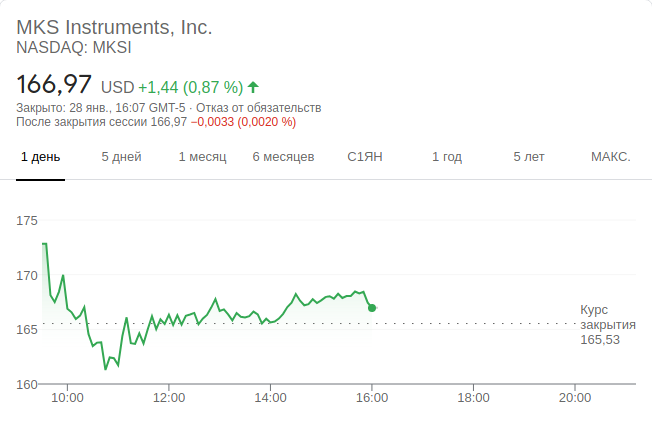 MKS Instruments, Inc.
NASDAQ: MKSI
166,97 USD +1,44 (0,87 %)
Закрыто: 28 янв., 16:07 GMT-5 · Отказ от обязательств
После закрытия сессии 166,97 −0,0033 (0,0020 %)
1 день 5 дней 1 месяц 6 месяцев С1ЯН 1 год 5 лет МАКС.
175
170
Курс
закрытия
165,53
165
160
10:00 12:00 14:00 16:00 18:00 20:00